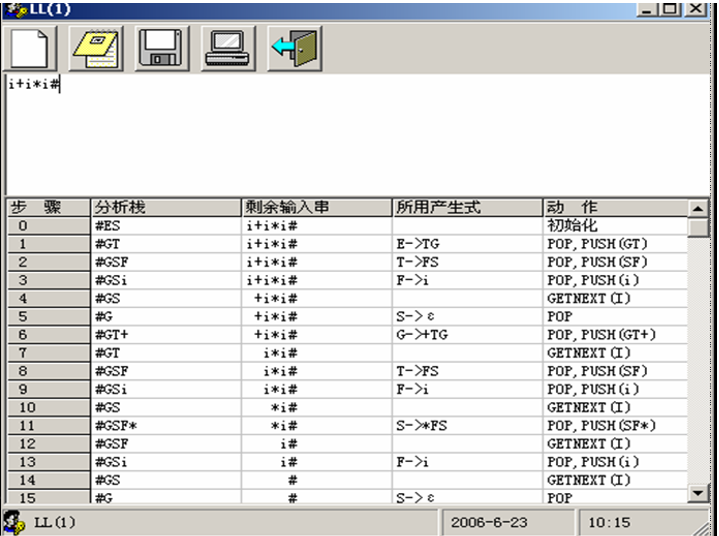 LL(1)
i+i*i#
步 骤 分析栈 剩余输入串 所用产生式 动 作
0 #ES i+i*i# 初始化
1 #GT i+i*i# E->TG POP, PUSH(GT)
2 #GSF i+i*i# T->FS POP, PUSH(SF)
3 #GSi i+i*i# F->i POP, PUSH(i)
4 #GS +i*i# GETNEXT(I)
5 #G +i*i# S->ε POP
6 #GT+ +i*i# G->+TG POP, PUSH(GT+)
7 #GT i*i# GETNEXT(I)
8 #GSF i*i# T->FS POP, PUSH(SF)
9 #GSi i*i# F->i POP, PUSH(i)
10 #GS *i# GETNEXT(I)
11 #GSF* *i# S->*FS POP, PUSH(SF*)
12 #GSF i# GETNEXT(I)
13 #GSi i# F->i POP, PUSH(i)
14 #GS # GETNEXT(I)
15 #G # S->ε POP
LL(1) 2006-6-23 10:15